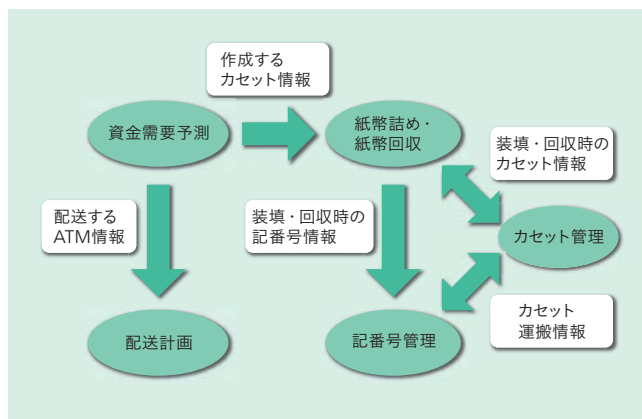 作成する
カセット情報
資金需要予測
紙幣詰め・
紙幣回収
装填・回収時の
カセット情報
配送する
ATM情報
装填・回収時の
記番号情報
カセット管理
配送計画
記番号管理
カセット
運搬情報